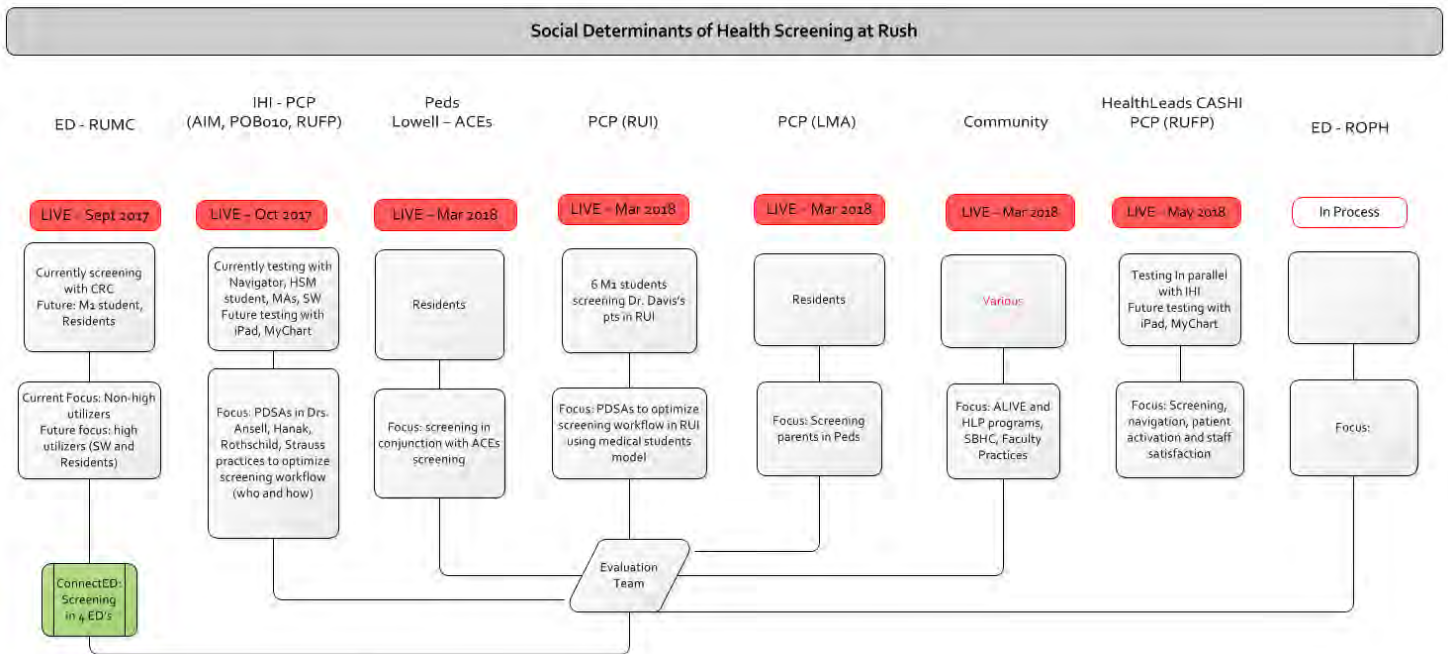 Social Determinants of Health Screening at Rush
ED - RUMC
IHI - PCP
(AIM, POB010, RUFP)
Peds
Lowell – ACEs
PCP (RUI)
PCP (LMA)
Community
HealthLeads CASHI
PCP (RUFP)
ED - ROPH
LIVE - Sept 2017
LIVE – Oct 2017
LIVE – Mar 2018
LIVE – Mar 2018
LIVE – Mar 2018
LIVE – Mar 2018
LIVE – May 2018
In Process
Currently screening
with CRC
Future: M1 student,
Residents
Currently testing with
Navigator, HSM
student, MAs, SW
Future testing with
iPad, MyChart
Residents
6 M1 students
screening Dr. Davis's
pts in RUI
Residents
Various
Testing In parallel
with IHI
Future testing with
iPad, MyChart
Current Focus: Non-high
utilizers
Future focus: high
utilizers (SW and
Residents)
Focus: PDSAs in Drs.
Ansell, Hanak,
Rothschild, Strauss
practices to optimize
screening workflow
(who and how)
Focus: screening in
conjunction with ACEs
screening
Focus: PDSAs to optimize
screening workflow in RUI
using medical students
model
Focus: Screening
parents in Peds
Focus: ALIVE and
HLP programs,
SBHC, Faculty
Practices
Focus: Screening,
navigation, patient
activation and staff
satisfaction
Focus:
ConnectED:
Screening
in 4 ED's
Evaluation
Team